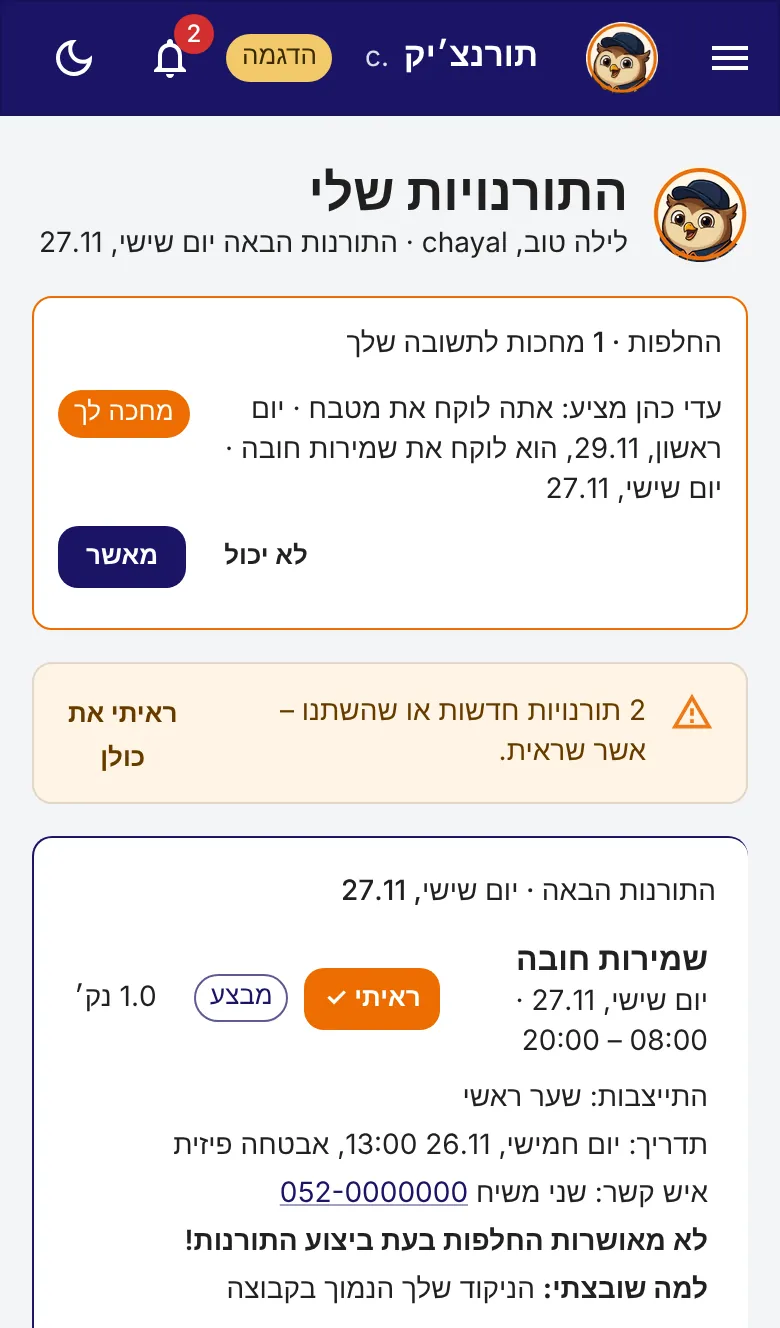 תורנצ׳יק
c.
הדגמה
2
התורנויות שלי
לילה טוב, chayal · התורנות הבאה יום שישי, 27.11
החלפות · 1 מחכות לתשובה שלך
עדי כהן מציע: אתה לוקח את מטבח · יום
ראשון, 29.11, הוא לוקח את שמירות חובה ·
יום שישי, 27.11
מחכה לך
לא יכול
מאשר
2 תורנויות חדשות או שהשתנו –
אשר שראית.
ראיתי את
כולן
התורנות הבאה · יום שישי, 27.11
שמירות חובה
יום שישי, 27.11 ·
08:00 – 20:00
ראיתי ✓
מבצע
1.0 נק׳
התייצבות: שער ראשי
תדריך: יום חמישי, 26.11 13:00, אבטחה פיזית
איש קשר: שני משיח 052-0000000
לא מאושרות החלפות בעת ביצוע התורנות!
למה שובצתי: הניקוד שלך הנמוך בקבוצה